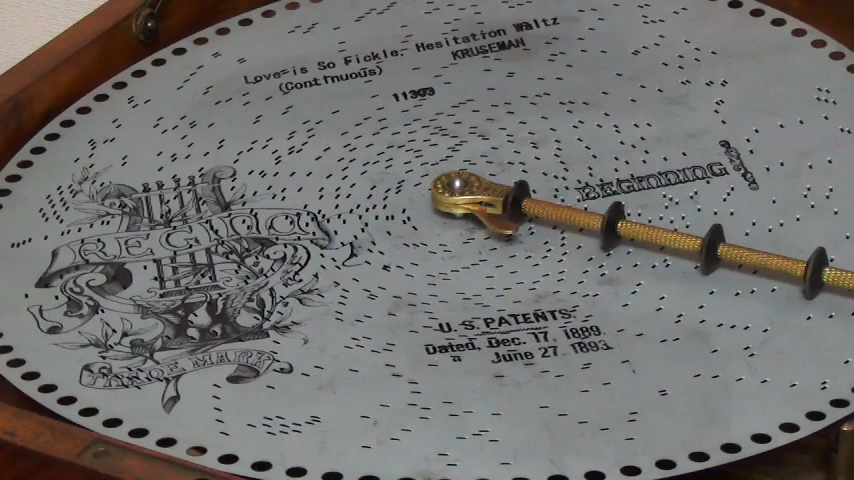 Love is So Fickle, Hesitation Waltz
(Continuous) KRUSEMAN
11393
BEGINNING
REGINA
TRADE MARK
U.S. PATENTS.
Dated, Dec. 17, 1889.
" June 27, 1893.